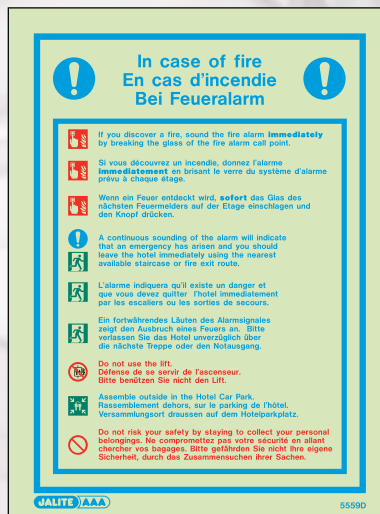 In case of fire
En cas d'incendie
Bei Feueralarm
If you discover a fire, sound the fire alarm immediately
by breaking the glass of the fire alarm call point.
Si vous découvrez un incendie, donnez l'alarme
immediatement en brisant le verre du système d'alarme
prévu à chaque étage.
Wenn ein Feuer entdeckt wird, sofort das Glas des
nächsten Feuermelders auf der Etage einschlagen und
den Knopf drücken.
A continuous sounding of the alarm will indicate
that an emergency has arisen and you should
leave the hotel immediately using the nearest
available staircase or fire exit route.
L'alarme indiquera qu'il existe un danger et
que vous devez quitter l'hotel immediatement
par les escaliers ou les sorties de secours.
Ein fortwährendes Läuten des Alarmsignales
zeigt den Ausbruch eines Feuers an. Bitte
verlassen Sie das Hotel unverzüglich über
die nächste Treppe oder den Notausgang.
Do not use the lift.
Défense de se servir de l'ascenseur.
Bitte benützen Sie nicht den Lift.
Assemble outside in the Hotel Car Park.
Rassemblement dehors, sur le parking de l'hôtel.
Versammlungsort draussen auf dem Hotelparkplatz.
Do not risk your safety by staying to collect your personal
belongings. Ne compromettez pas votre sécurité en allant
chercher vos bagages. Bitte gefährden Sie nicht Ihre eigene
Sicherheit, durch das Zusammensuchen ihrer Sachen.
JALITE AAA
5559D